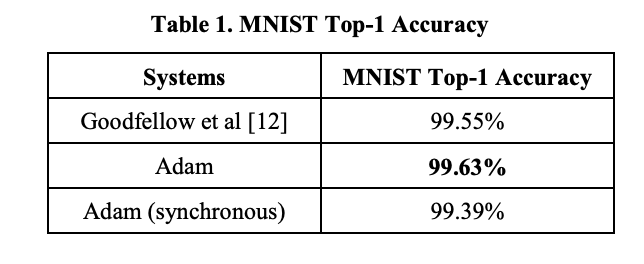 Table 1. MNIST Top-1 Accuracy
Systems MNIST Top-1 Accuracy
Goodfellow et al [12] 99.55%
Adam 99.63%
Adam (synchronous) 99.39%